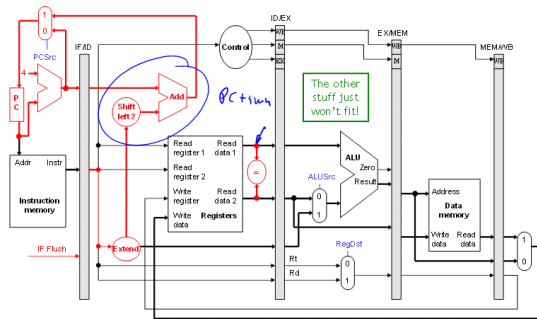 ID/EX
EX/MEM
MEM/WB
IF/ID
WB
M
EX
WB
M
WB
Control
1
0
PCSrc
4
P
C
Add
Shift
left 2
PC+imm
The other
stuff just
won't fit!
Addr
Instr
Instruction
memory
Read
register 1
Read
data 1
Read
register 2
Write
register
Read
data 2
Write
data
Registers
=
ALU
Zero
Result
ALUSrc
0
1
Address
Data
memory
Write
data
Read
data
1
0
IF.Flush
Extend
Rt
Rd
RegDst
0
1